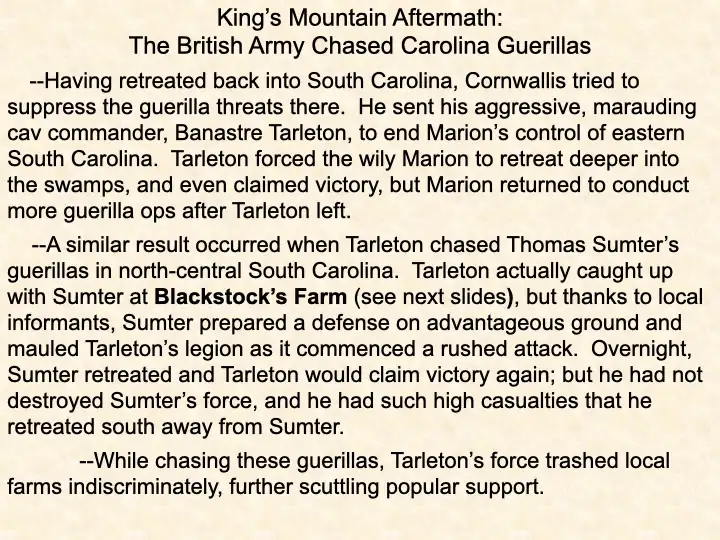 King’s Mountain Aftermath:
The British Army Chased Carolina Guerillas
--Having retreated back into South Carolina, Cornwallis tried to
suppress the guerilla threats there.  He sent his aggressive, marauding
cav commander, Banastre Tarleton, to end Marion’s control of eastern
South Carolina.  Tarleton forced the wily Marion to retreat deeper into
the swamps, and even claimed victory, but Marion returned to conduct
more guerilla ops after Tarleton left.
--A similar result occurred when Tarleton chased Thomas Sumter’s
guerillas in north-central South Carolina.  Tarleton actually caught up
with Sumter at Blackstock’s Farm (see next slides), but thanks to local
informants, Sumter prepared a defense on advantageous ground and
mauled Tarleton’s legion as it commenced a rushed attack.  Overnight,
Sumter retreated and Tarleton would claim victory again; but he had not
destroyed Sumter’s force, and he had such high casualties that he
retreated south away from Sumter.
--While chasing these guerillas, Tarleton’s force trashed local
farms indiscriminately, further scuttling popular support.